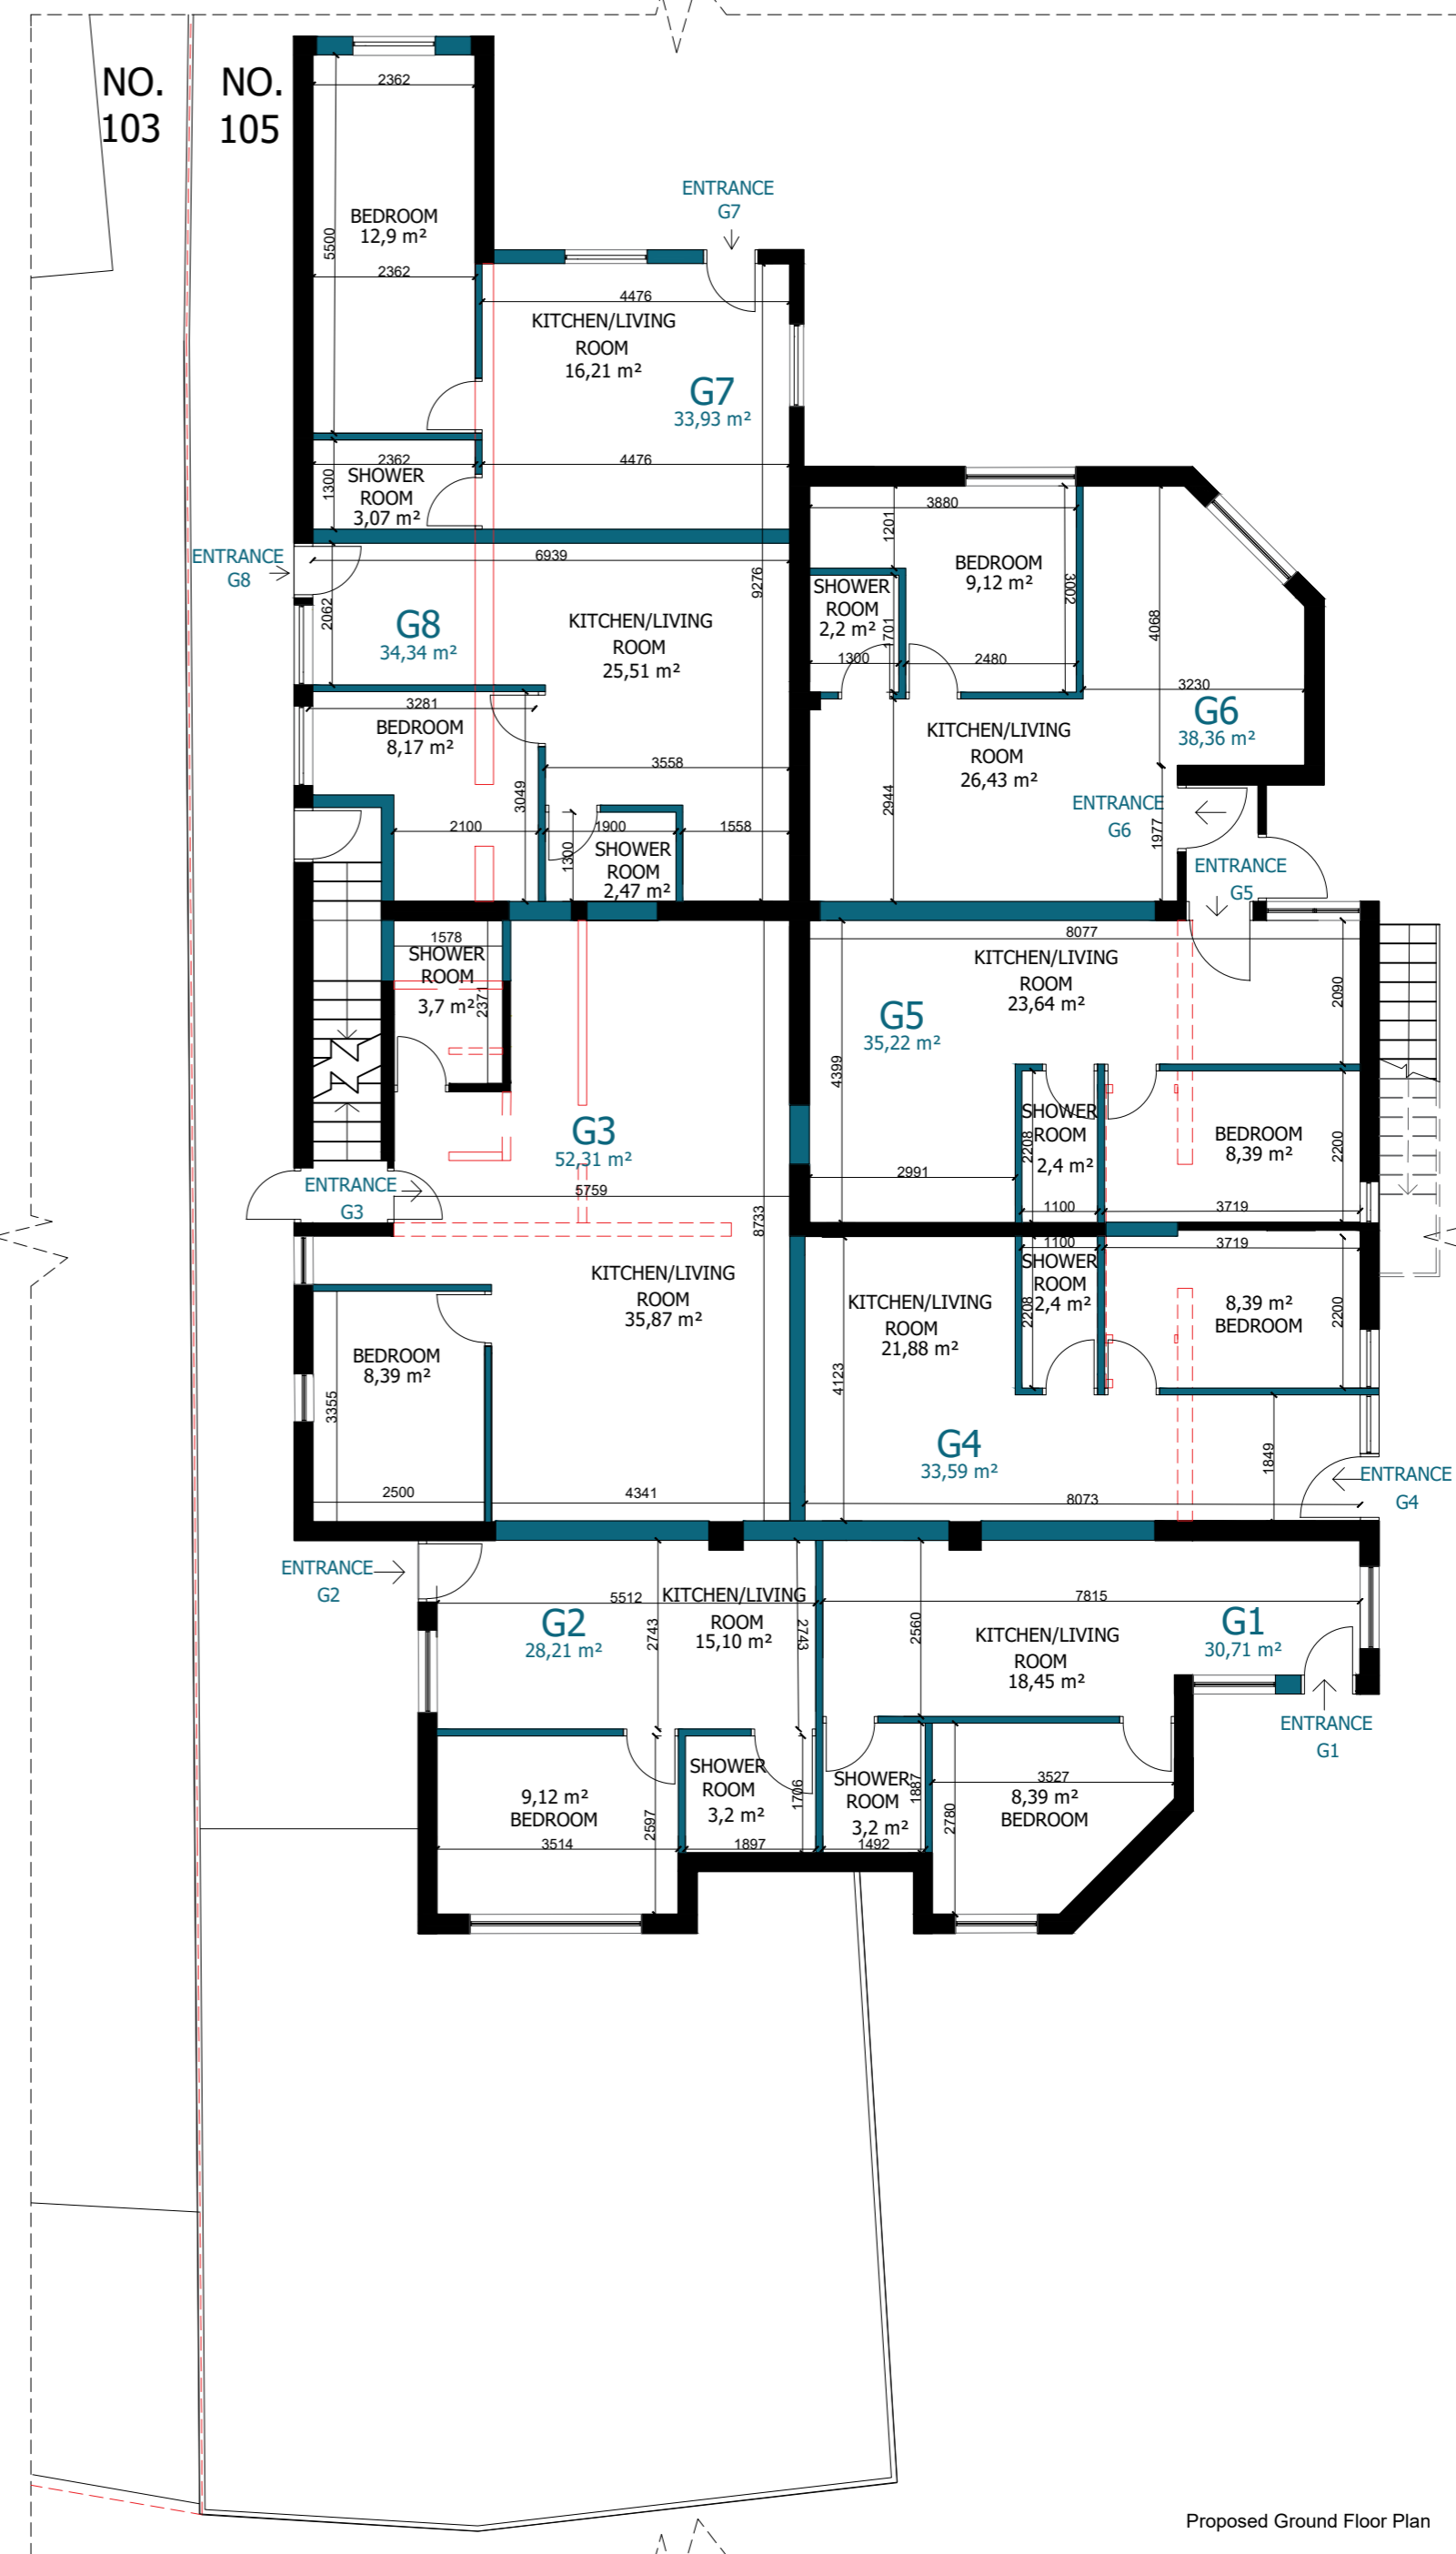 NO.
103
NO.
105
2362
5500
BEDROOM
12,9 m²
2362
ENTRANCE
G7
4476
KITCHEN/LIVING
ROOM
16,21 m²
G7
33,93 m²
2362
4476
1300
SHOWER
ROOM
3,07 m²
ENTRANCE
G8
6939
9276
2062
G8
34,34 m²
KITCHEN/LIVING
ROOM
25,51 m²
3281
BEDROOM
8,17 m²
3558
3049
2100
1900
1558
1300
SHOWER
ROOM
2,47 m²
3880
1201
BEDROOM
9,12 m²
3002
SHOWER
ROOM
2,2 m²
1701
1300
2480
4068
3230
G6
38,36 m²
KITCHEN/LIVING
ROOM
26,43 m²
2944
ENTRANCE
G6
1977
ENTRANCE
G5
8077
KITCHEN/LIVING
ROOM
23,64 m²
2090
G5
35,22 m²
4399
SHOWER
ROOM
2,4 m²
2208
BEDROOM
8,39 m²
2200
2991
1100
3719
1578
SHOWER
ROOM
3,7 m²
2371
G3
52,31 m²
ENTRANCE
G3
5759
8733
KITCHEN/LIVING
ROOM
35,87 m²
BEDROOM
8,39 m²
3355
2500
4341
1100
3719
SHOWER
ROOM
2,4 m²
2208
8,39 m²
BEDROOM
2200
KITCHEN/LIVING
ROOM
21,88 m²
4123
G4
33,59 m²
1849
ENTRANCE
G4
8073
ENTRANCE
G2
5512
KITCHEN/LIVING
ROOM
15,10 m²
G2
28,21 m²
2743
2743
7815
2560
G1
30,71 m²
KITCHEN/LIVING
ROOM
18,45 m²
ENTRANCE
G1
9,12 m²
BEDROOM
2597
3514
SHOWER
ROOM
3,2 m²
1706
1897
SHOWER
ROOM
3,2 m²
1887
1492
3527
8,39 m²
BEDROOM
2780
Proposed Ground Floor Plan